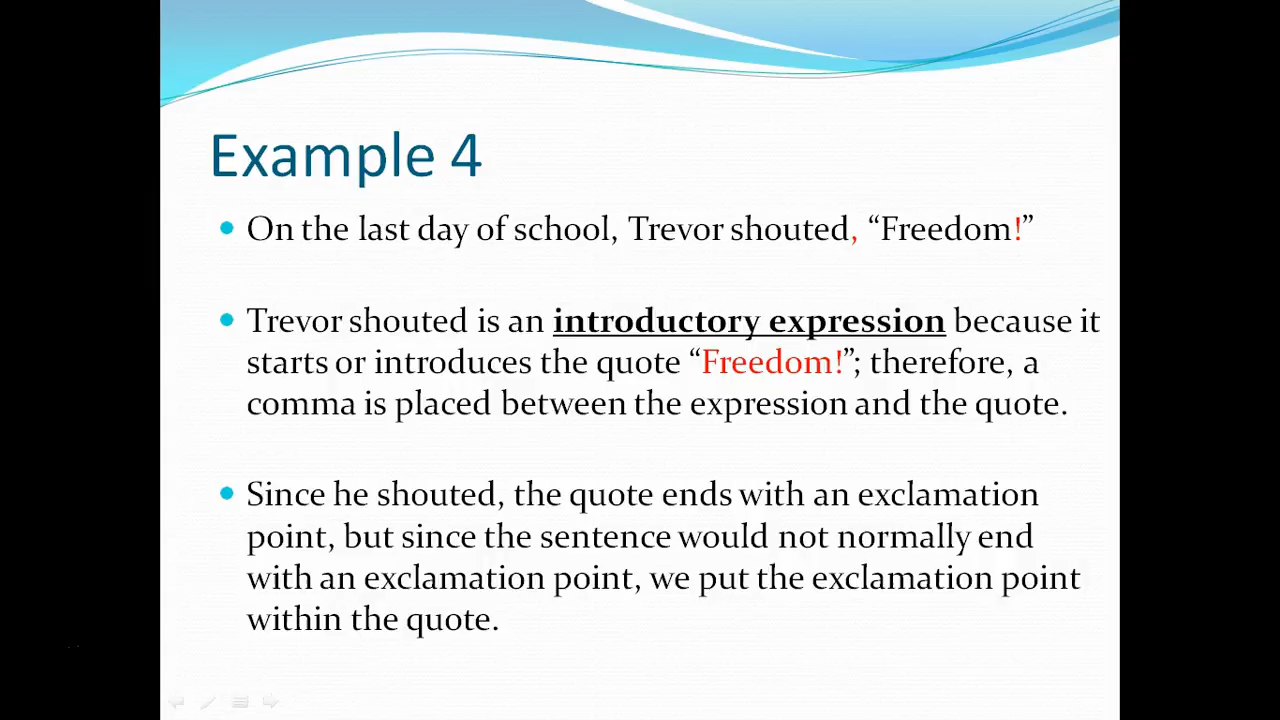 Example 4
On the last day of school, Trevor shouted, “Freedom!”
Trevor shouted is an introductory expression because it
starts or introduces the quote “Freedom!”; therefore, a
comma is placed between the expression and the quote.
Since he shouted, the quote ends with an exclamation
point, but since the sentence would not normally end
with an exclamation point, we put the exclamation point
within the quote.